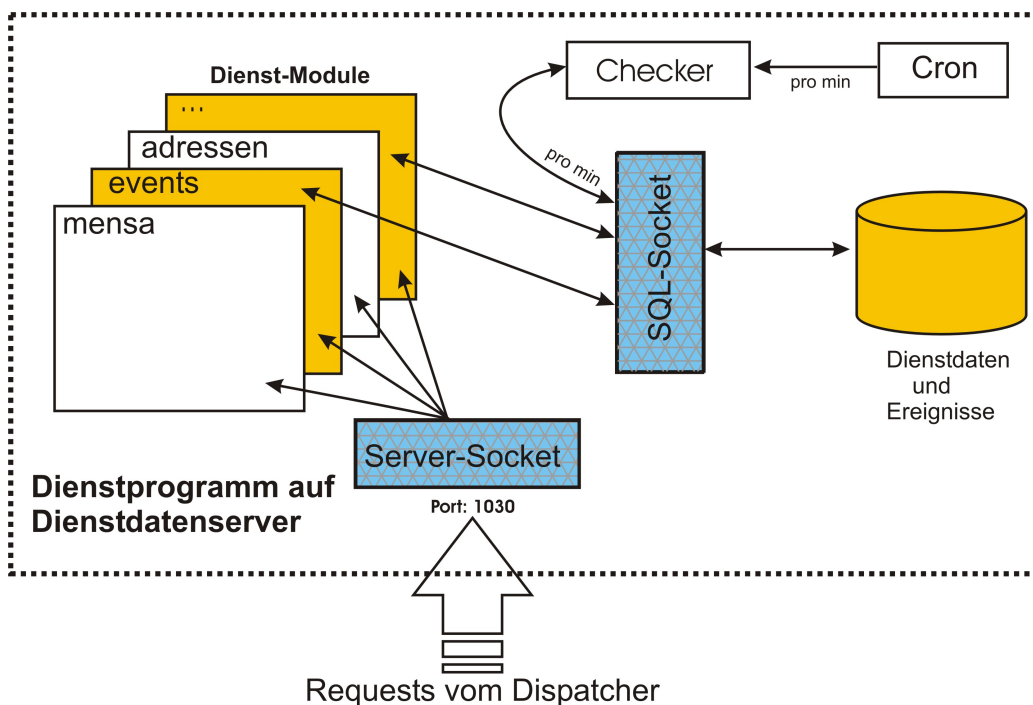 Checker
pro min
Cron
Dienst-Module
...
adressen
events
mensa
pro min
SQL-Socket
Dienstdaten
und
Ereignisse
Server-Socket
Dienstprogramm auf
Dienstdatenserver
Port: 1030
Requests vom Dispatcher